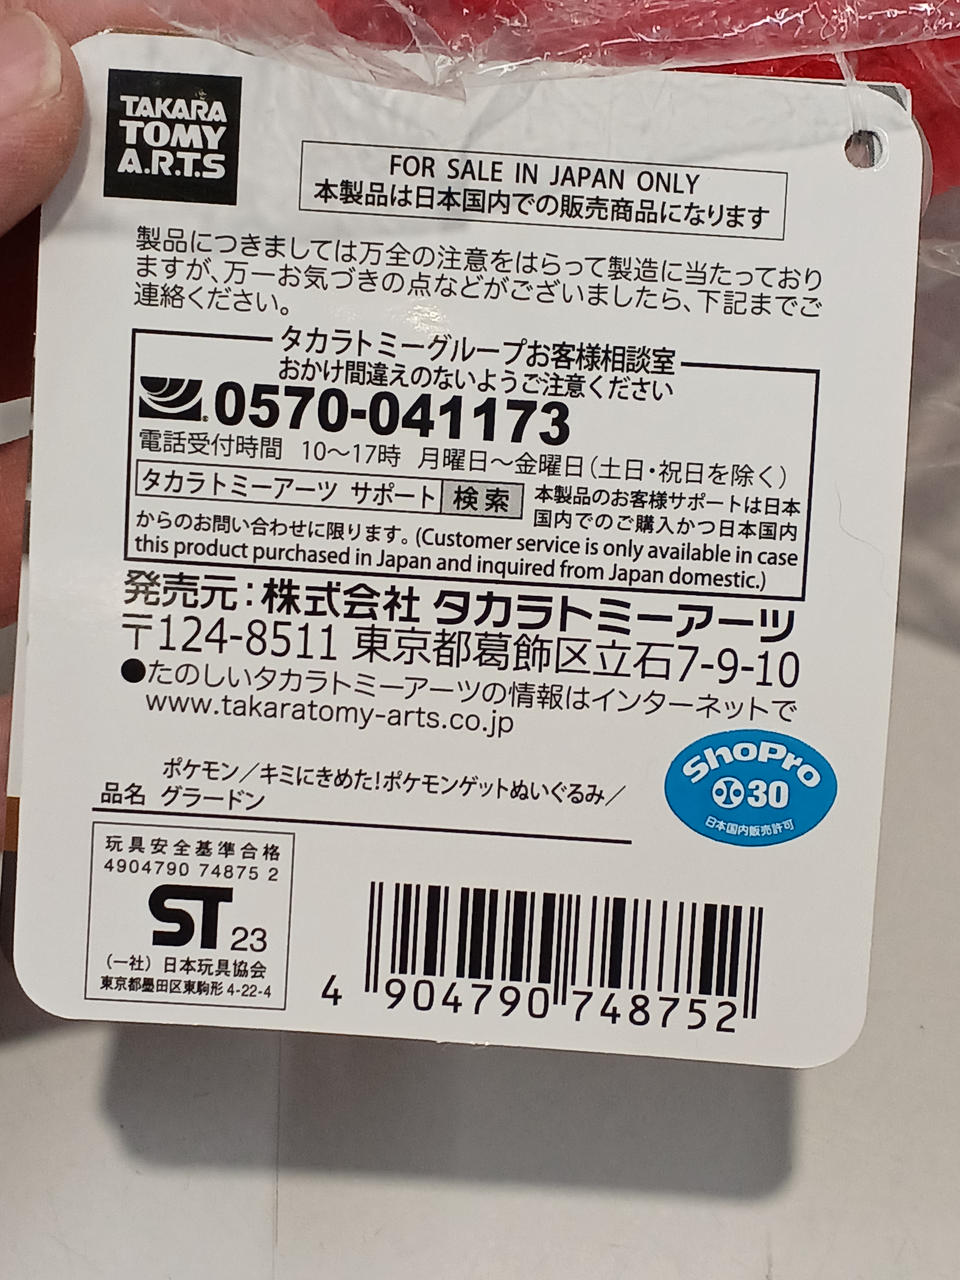 TAKARA
TOMY
A.R.T.S
FOR SALE IN JAPAN ONLY
本製品は日本国内での販売商品になります
製品につきましては万全の注意をはらって製造に当たっており
ますが、万一お気づきの点などがございましたら、下記までご
連絡ください。
タカラトミーグループお客様相談室
おかけ間違えのないようご注意ください
0570-041173
電話受付時間 10～17時 月曜日～金曜日（土日・祝日を除く）
タカラトミーアーツ サポート 検索
本製品のお客様サポートは日本
国内でのご購入かつ日本国内
からのお問い合わせに限ります。(Customer service is only available in case
this product purchased in Japan and inquired from Japan domestic.)
発売元：株式会社 タカラトミーアーツ
〒124-8511 東京都葛飾区立石7-9-10
●たのしいタカラトミーアーツの情報はインターネットで
www.takaratomy-arts.co.jp
ShoPro
30
日本国内販売許可
ポケモン／キミにきめた！ポケモンゲットぬいぐるみ／
品名 グラードン
玩具安全基準合格
4904790 74875 2
ST 23
（一社）日本玩具協会
東京都墨田区東駒形 4-22-4
4 904790 748752